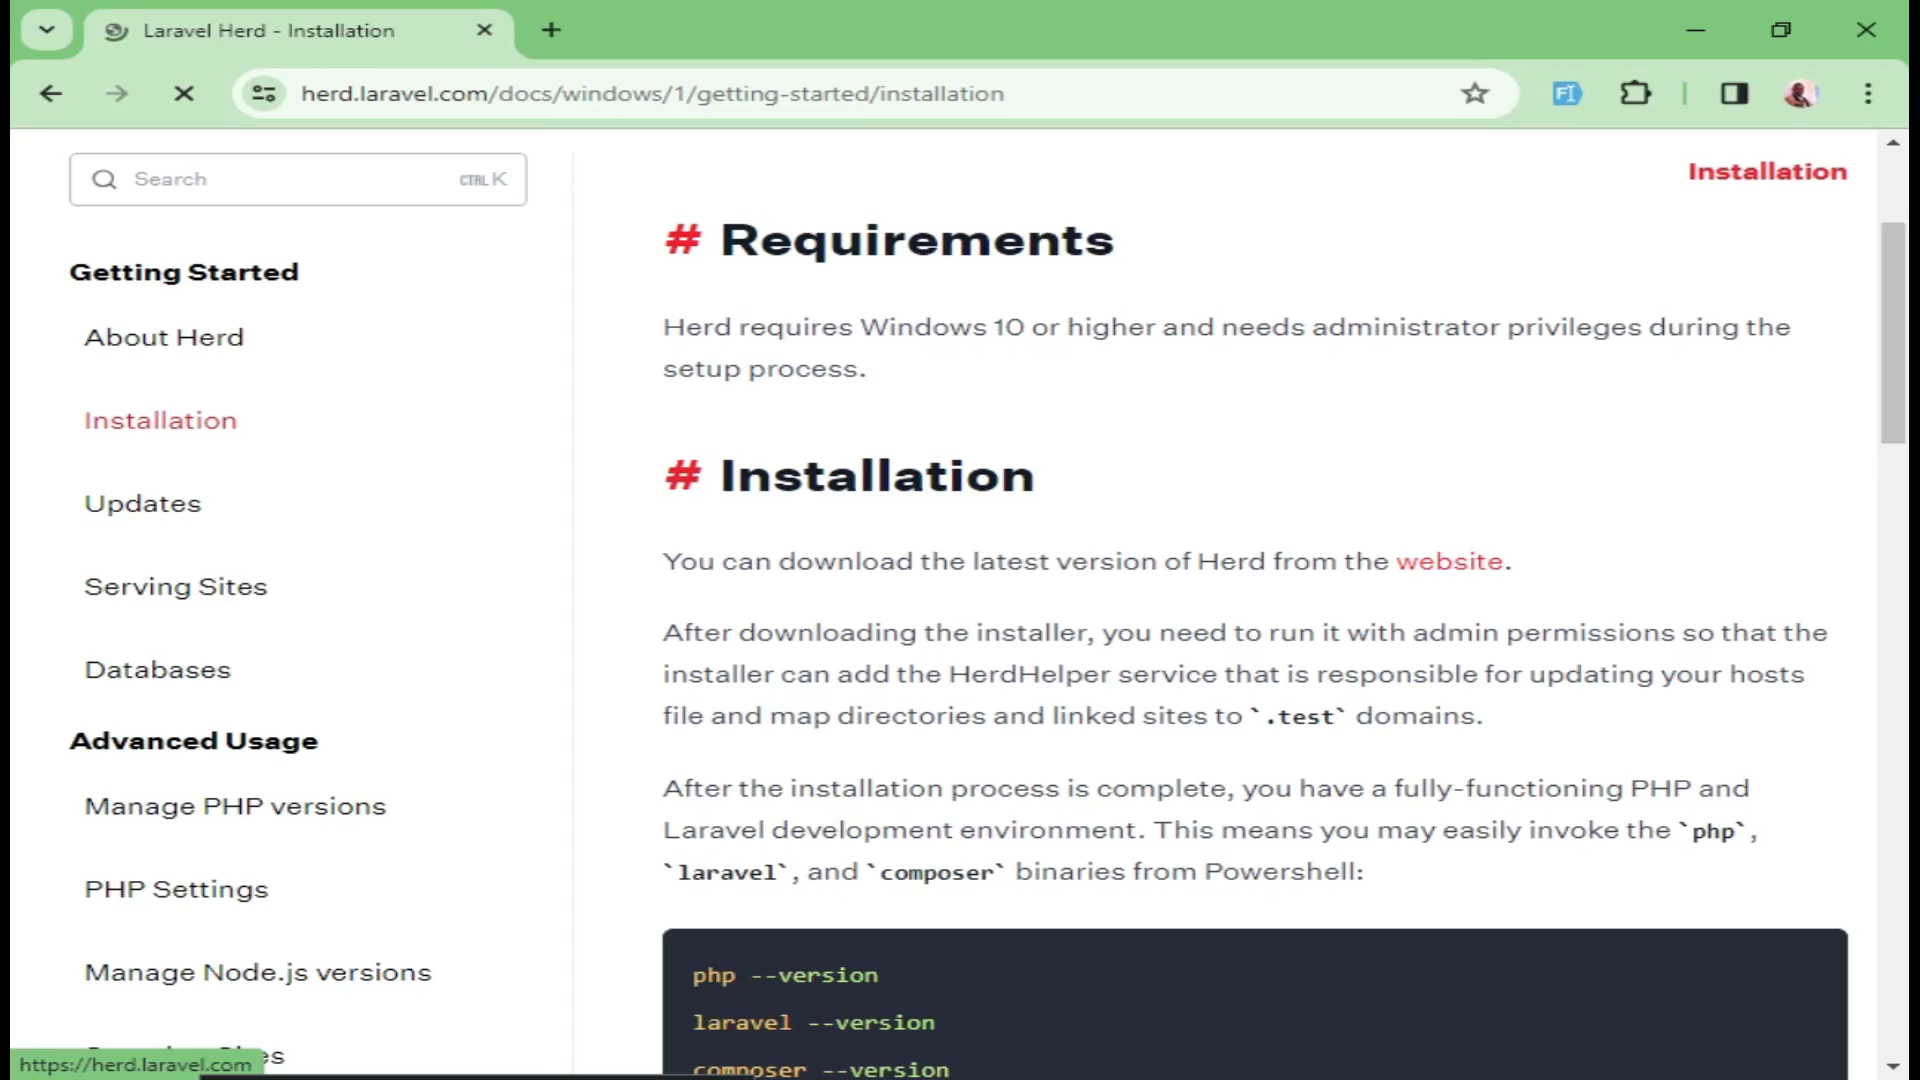 Laravel Herd - Installation
herd.laravel.com/docs/windows/1/getting-started/installation
FI
Search
CTRL K
Getting Started
About Herd
Installation
Updates
Serving Sites
Databases
Advanced Usage
Manage PHP versions
PHP Settings
Manage Node.js versions
https://herd.laravel.com
Installation
# Requirements
Herd requires Windows 10 or higher and needs administrator privileges during the
setup process.
# Installation
You can download the latest version of Herd from the website.
After downloading the installer, you need to run it with admin permissions so that the
installer can add the HerdHelper service that is responsible for updating your hosts
file and map directories and linked sites to `.test` domains.
After the installation process is complete, you have a fully-functioning PHP and
Laravel development environment. This means you may easily invoke the `php`,
`laravel`, and `composer` binaries from Powershell:
php --version
laravel --version
composer --version